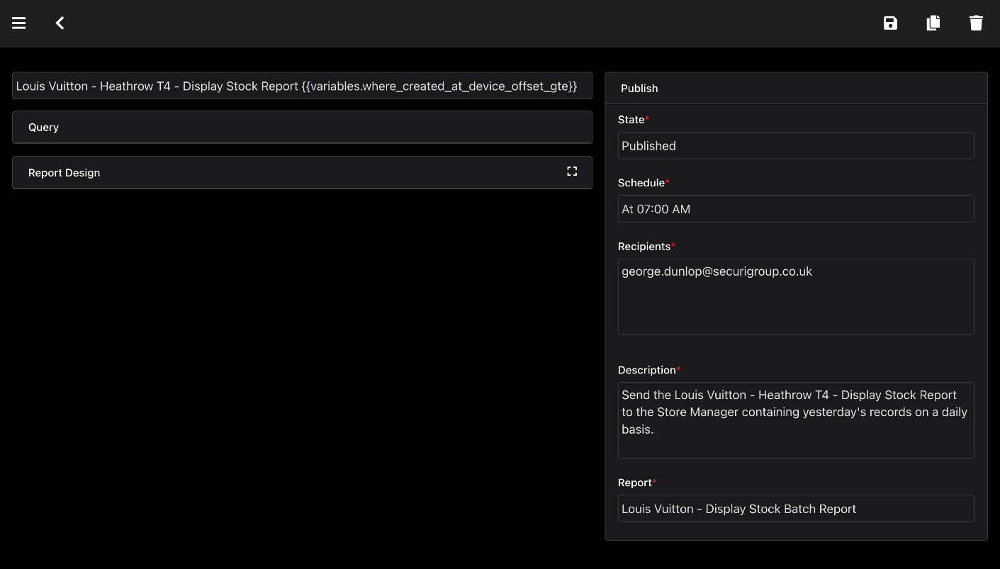 Louis Vuitton - Heathrow T4 - Display Stock Report {{variables.where_created_at_device_offset_gte}}
Query
Report Design
Publish
State*
Published
Schedule*
At 07:00 AM
Recipients*
george.dunlop@securigroup.co.uk
Description*
Send the Louis Vuitton - Heathrow T4 - Display Stock Report
to the Store Manager containing yesterday's records on a daily
basis.
Report*
Louis Vuitton - Display Stock Batch Report